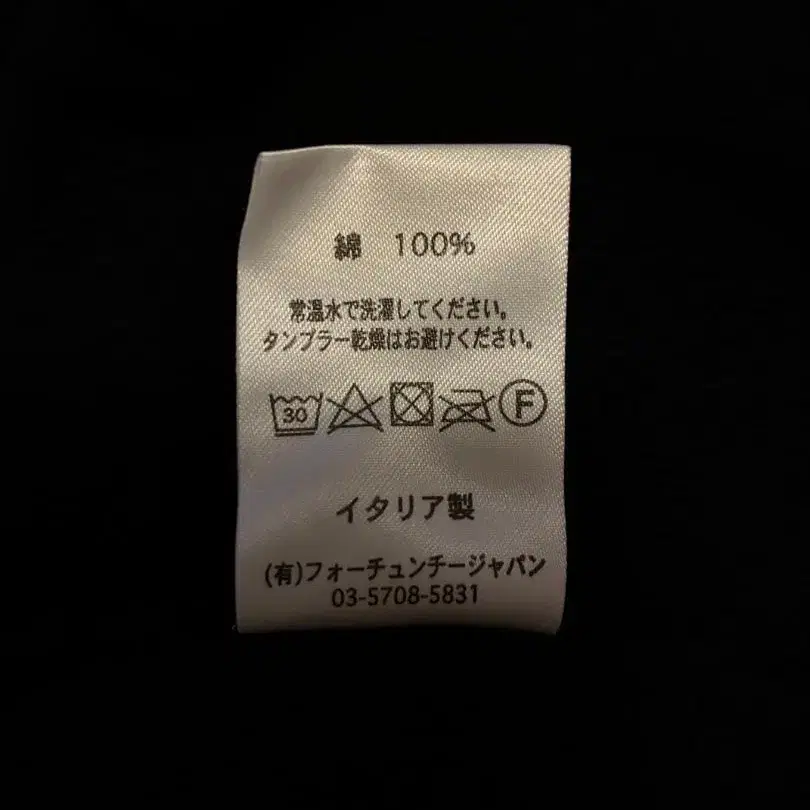 綿 100%
常温水で洗濯してください。
タンブラー乾燥はお避けください。
30 F
イタリア製
(有)フォーチュンチージャパン
03-5708-5831